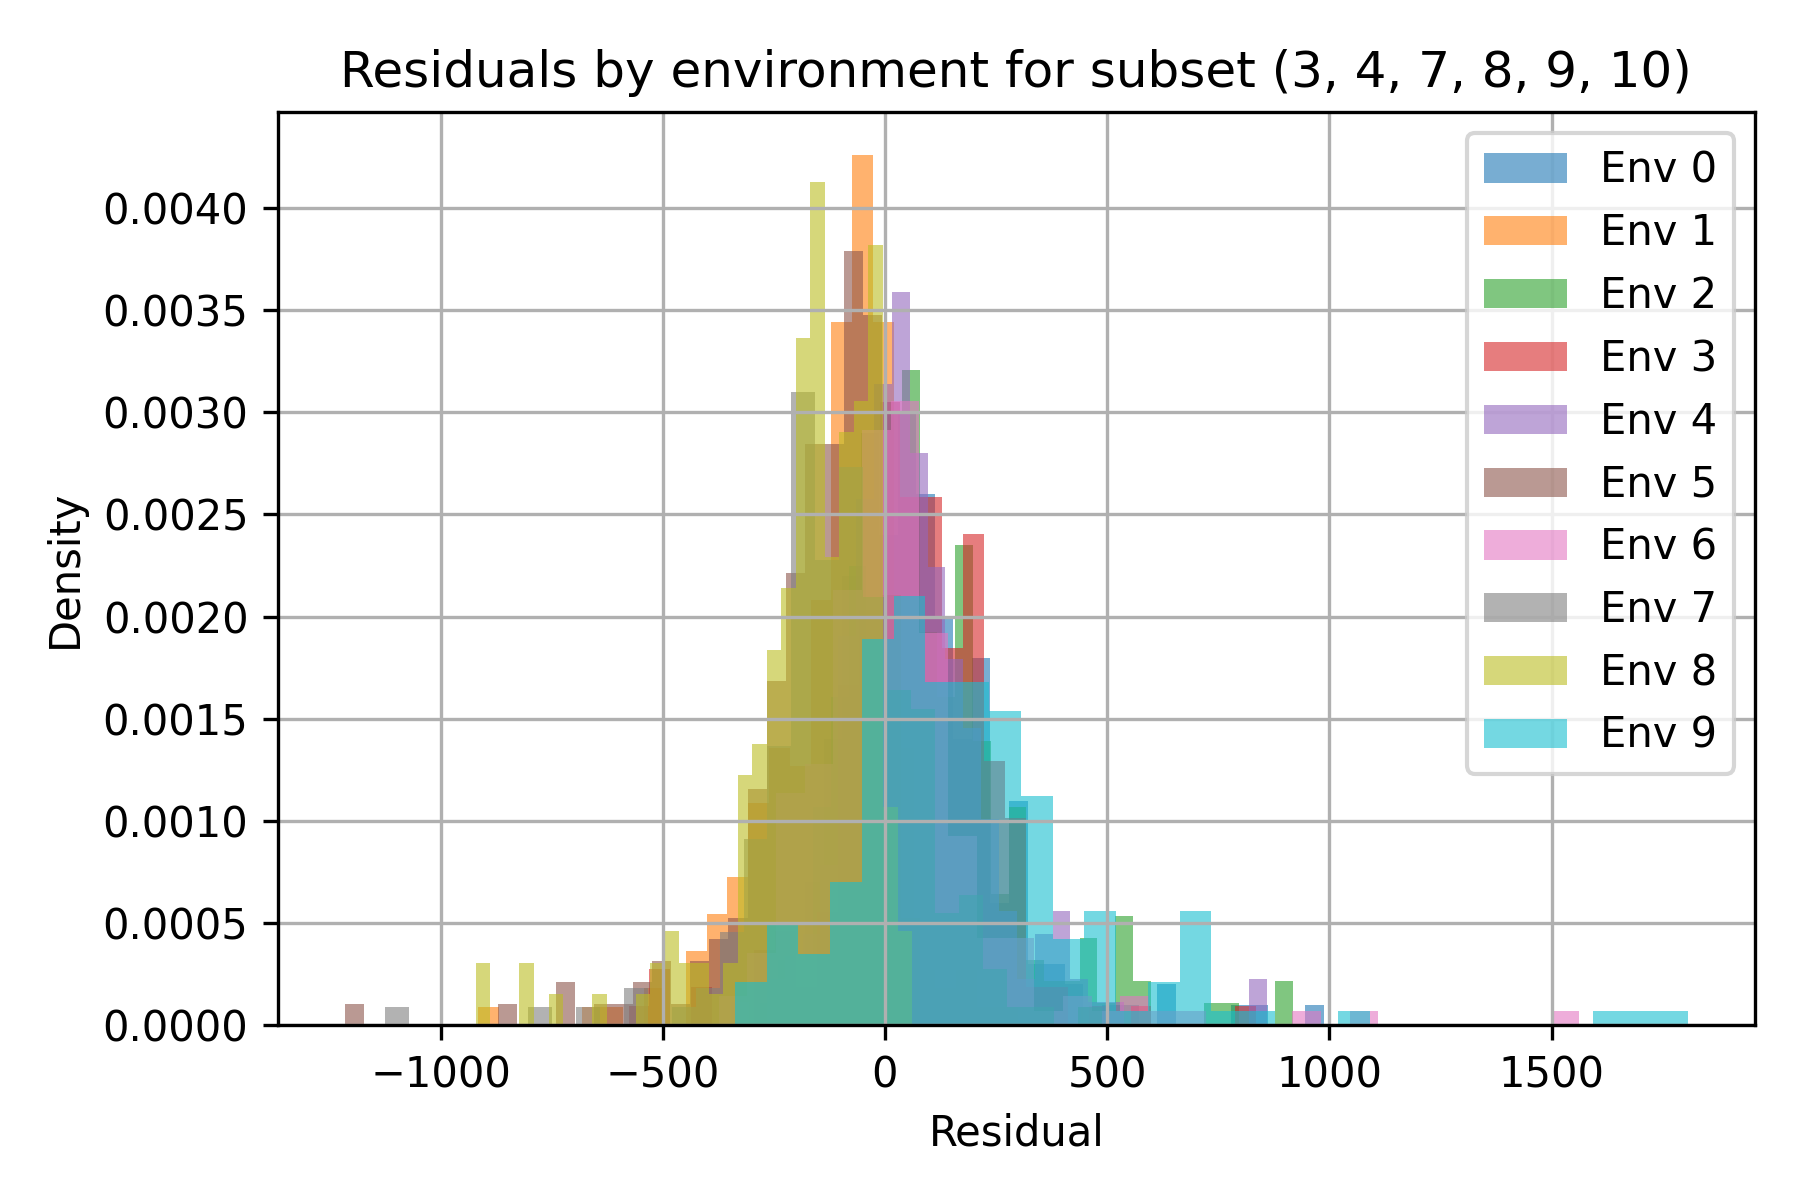 Residuals by environment for subset (3, 4, 7, 8, 9, 10)
Density
0.0040
0.0035
0.0030
0.0025
0.0020
0.0015
0.0010
0.0005
0.0000
−1000
−500
0
500
1000
1500
Residual
Env 0
Env 1
Env 2
Env 3
Env 4
Env 5
Env 6
Env 7
Env 8
Env 9